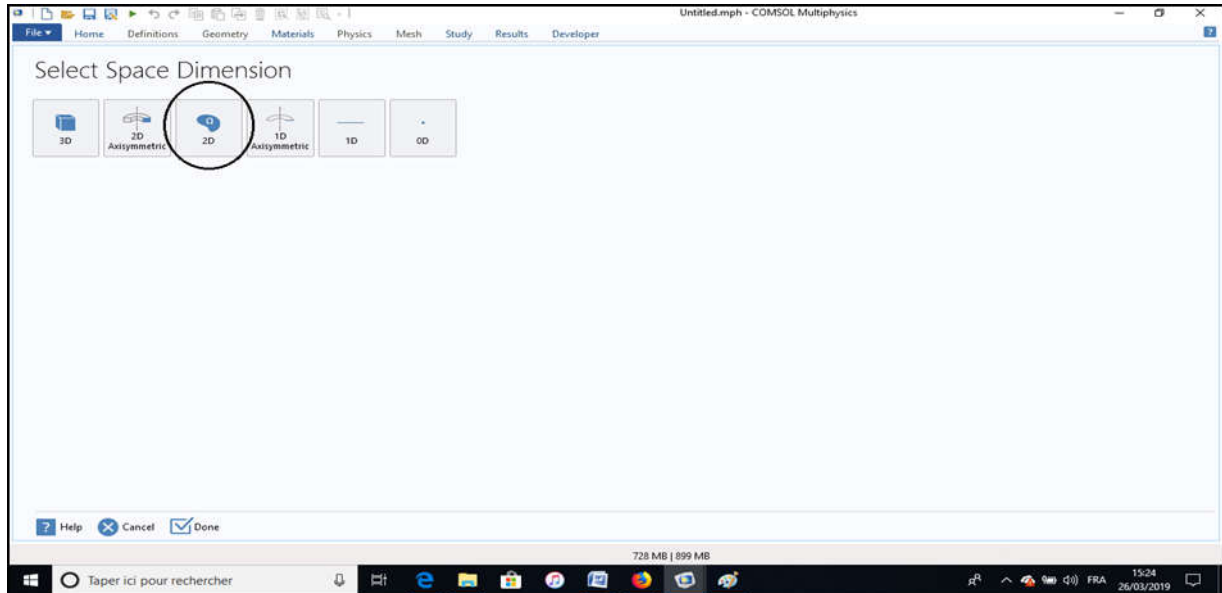 Untitled.mph - COMSOL Multiphysics
File Home Definitions Geometry Materials Physics Mesh Study Results Developer ?
Select Space Dimension
3D
2D Axisymmetric
Ω 2D
1D Axisymmetric
1D
0D
? Help Cancel Done
728 MB | 899 MB
Taper ici pour rechercher FRA 15:24
26/03/2019